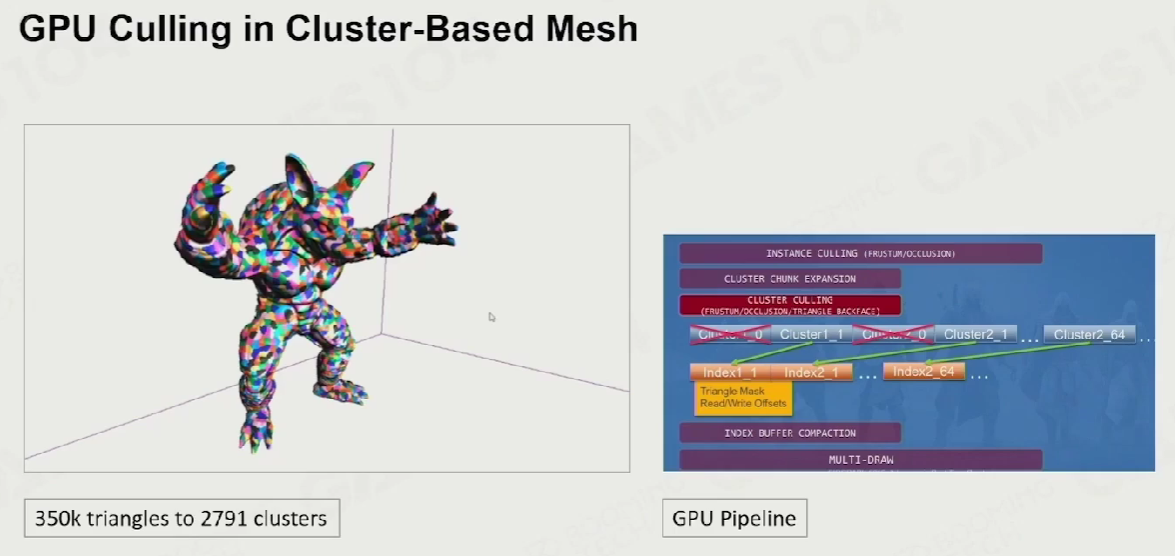 GPU Culling in Cluster-Based Mesh
INSTANCE CULLING (FRUSTUM/OCCLUSION)
CLUSTER CHUNK EXPANSION
CLUSTER CULLING
(FRUSTUM/OCCLUSION/TRIANGLE BACKFACE)
Cluster1_0 Cluster1_1 Cluster2_0 Cluster2_1 ... Cluster2_64 ...
Index1_1 Index2_1 ... Index2_64 ...
Triangle Mask
Read/Write Offsets
INDEX BUFFER COMPACTION
MULTI-DRAW
350k triangles to 2791 clusters
GPU Pipeline
GAMES 104